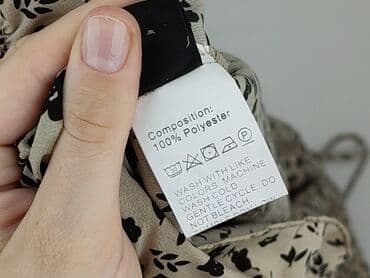 Composition:
100% Polyester
WASH WITH LIKE
COLORS. MACHINE
WASH COLD.
GENTLE CYCLE. DO
NOT BLEACH.